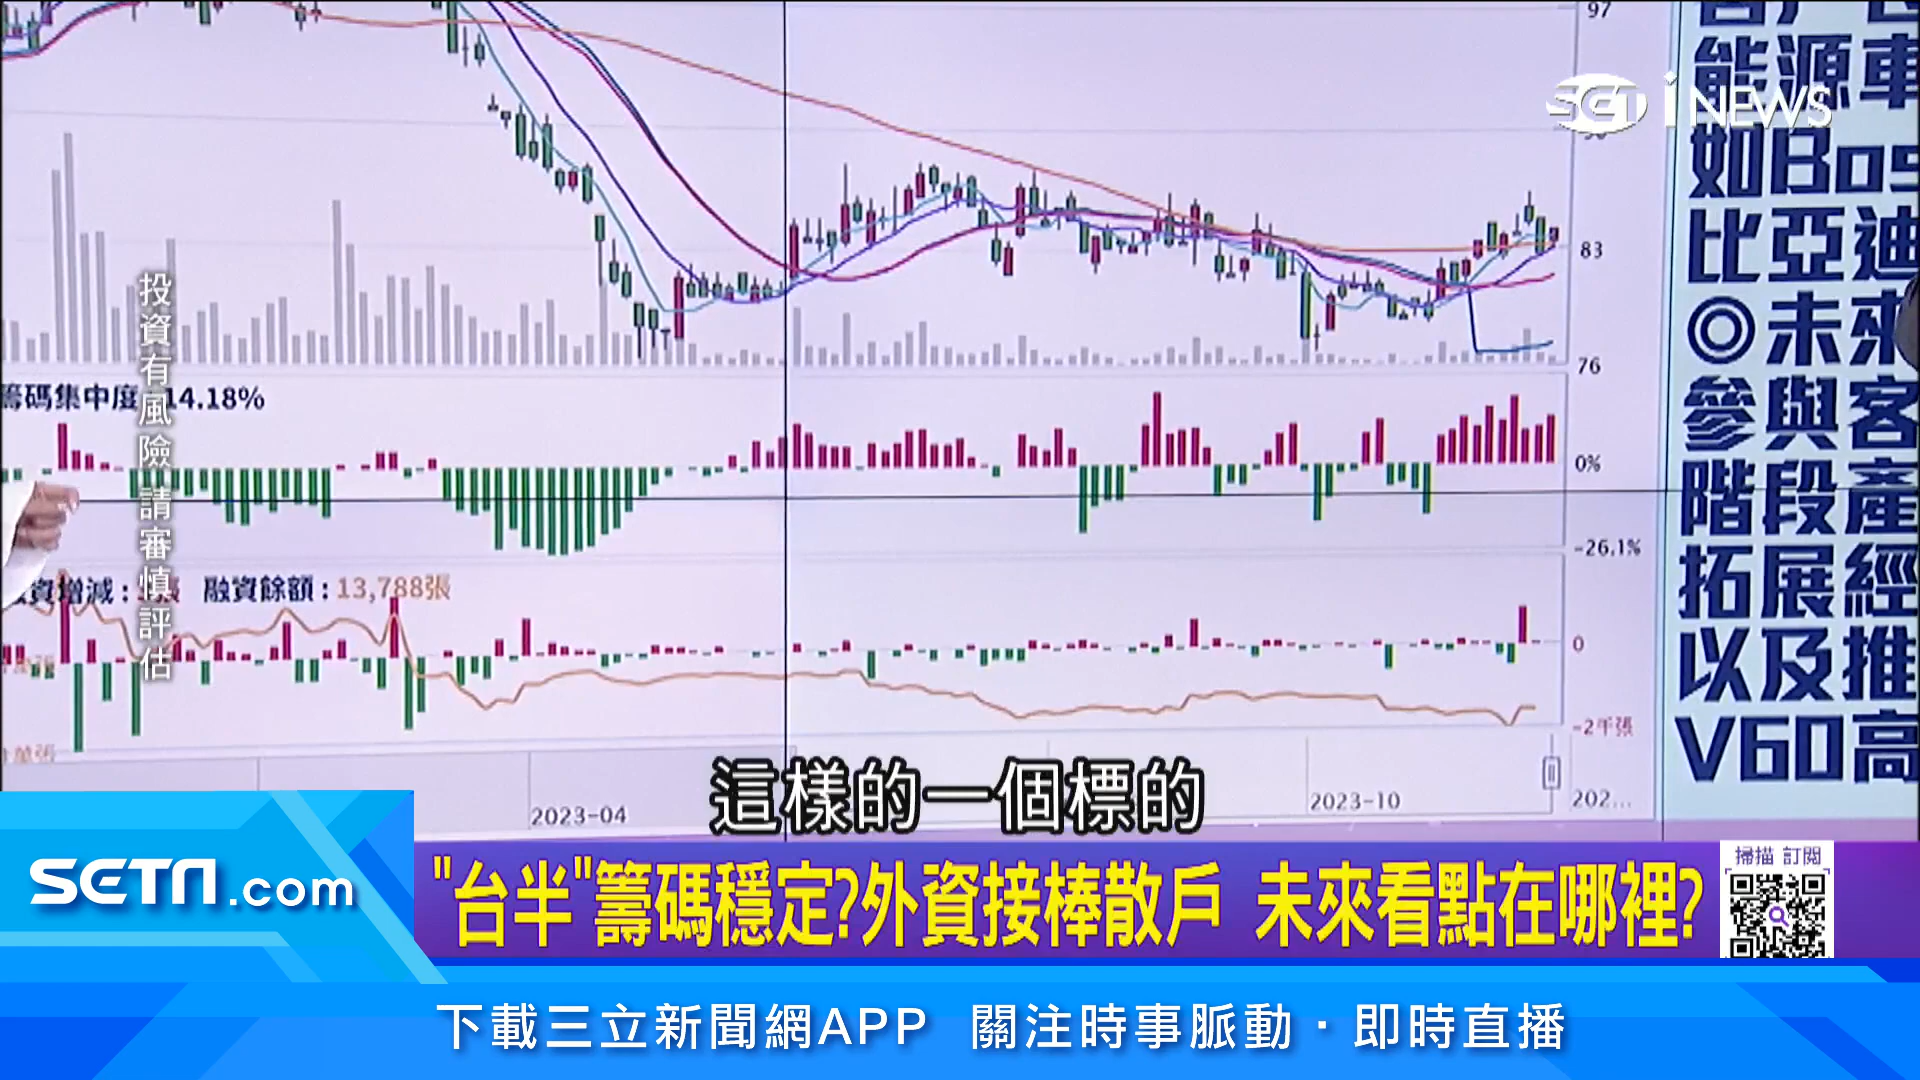 97
能源車
SET iNEWS
如Bos
比亞迪
83
◎未來
76
參與客
籌碼集中度 14.18%
0%
階段產
-26.1%
拓展經
資增減: 張 融資餘額:13,788張
0
以及推
-2千張
V60高
投資有風險請審慎評估
2023-04
2023-10
202...
這樣的一個標的
掃描 訂閱
"台半"籌碼穩定?外資接棒散戶 未來看點在哪裡?
SETN.com
下載三立新聞網APP 關注時事脈動・即時直播